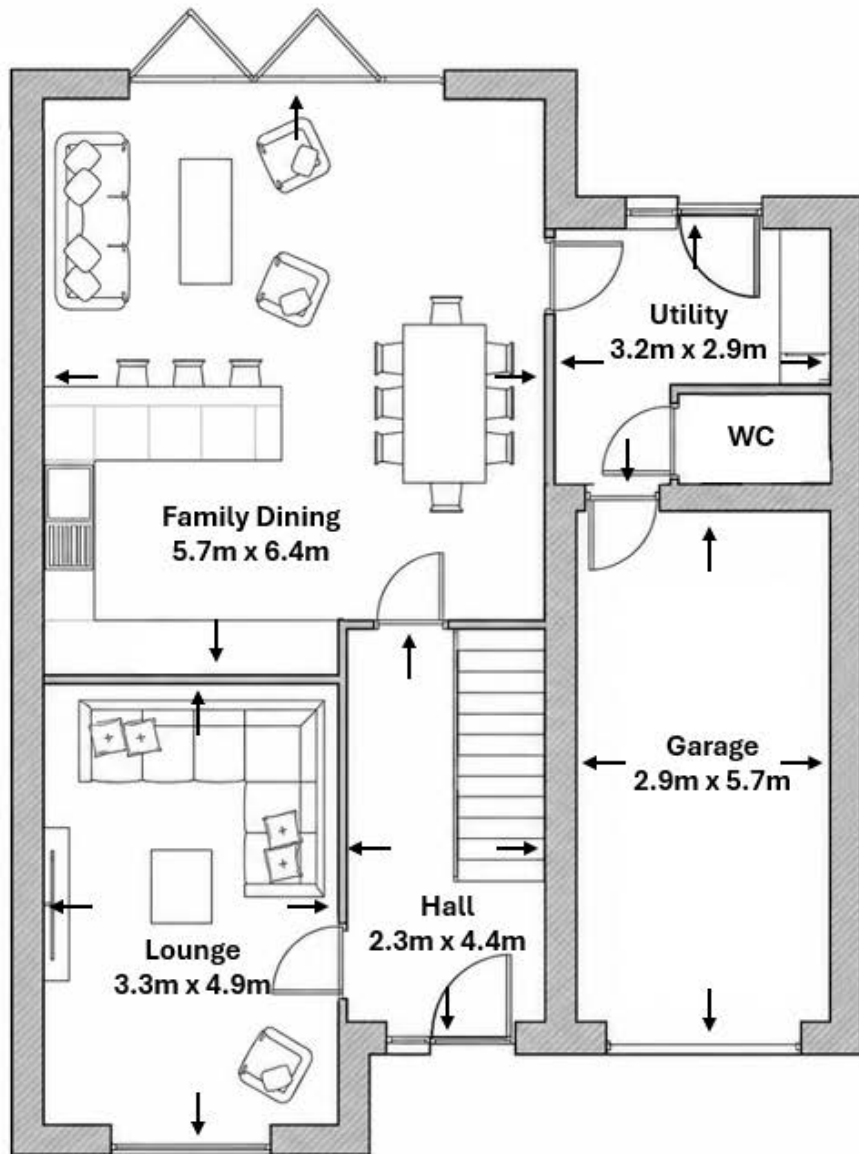 Utility
3.2m x 2.9m
WC
Family Dining
5.7m x 6.4m
Garage
2.9m x 5.7m
Hall
2.3m x 4.4m
Lounge
3.3m x 4.9m